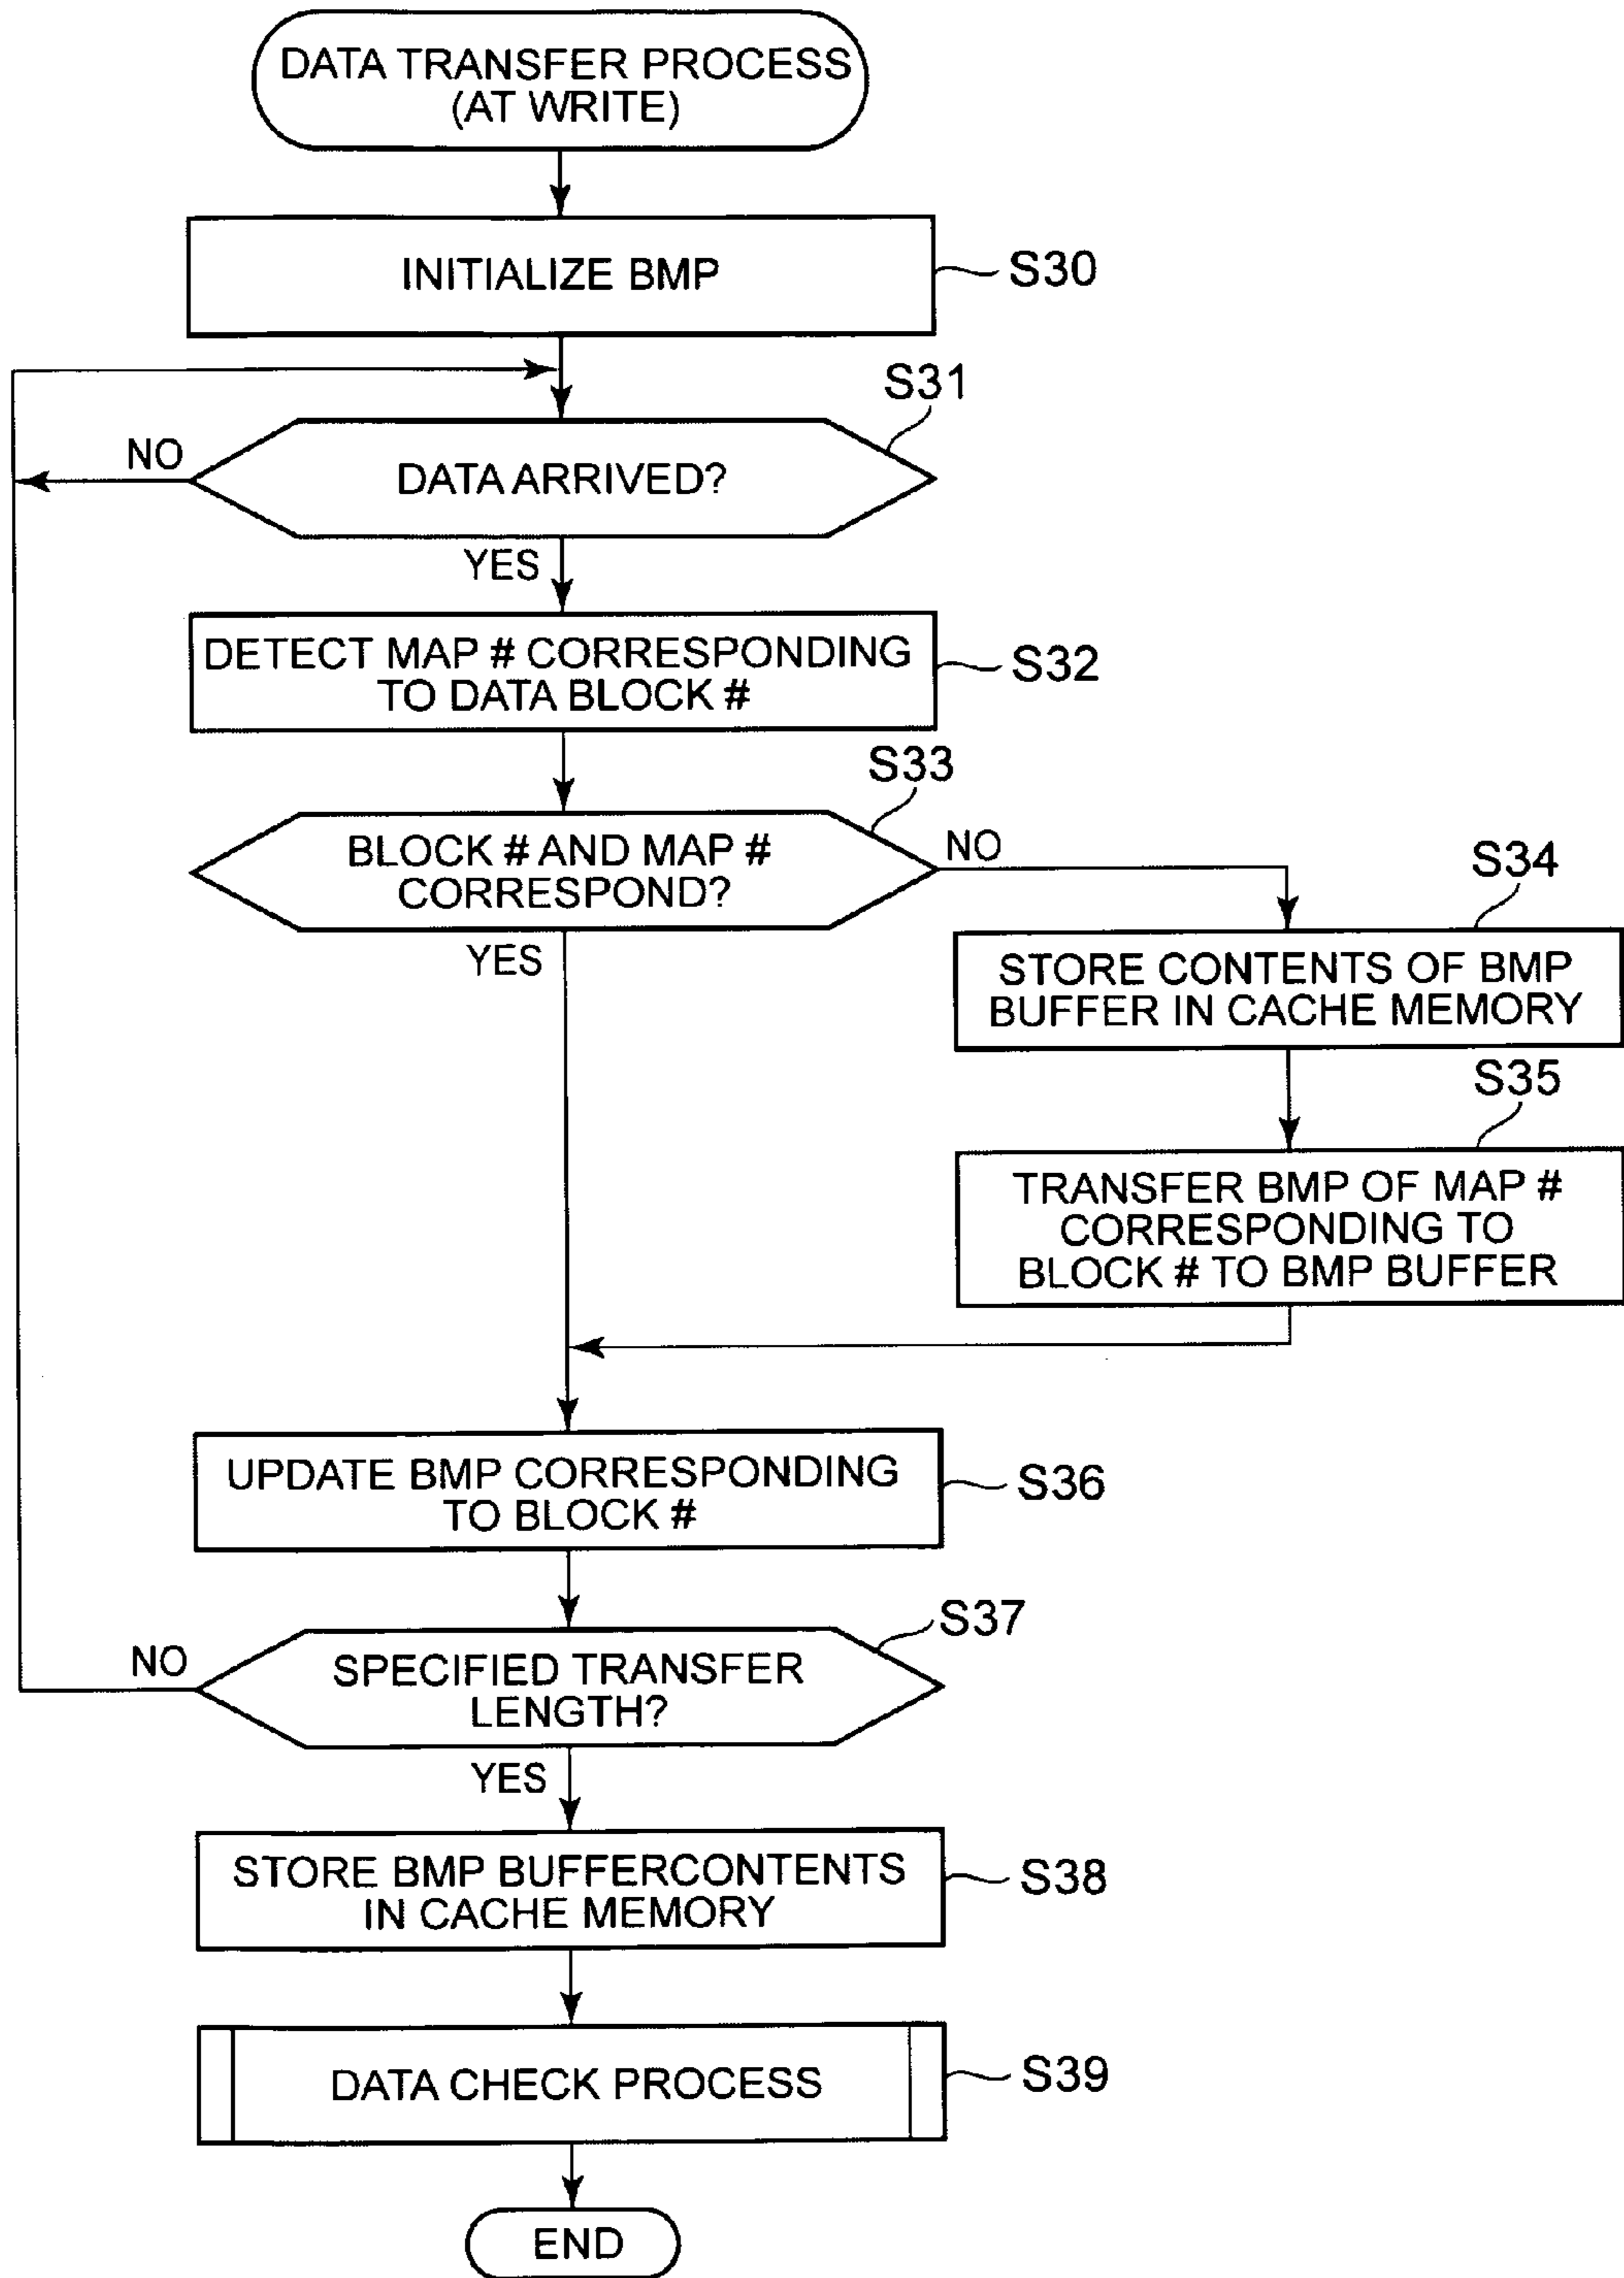 DATA TRANSFER PROCESS
(AT WRITE)
INITIALIZE BMP
S30
S31
NO
DATA ARRIVED?
YES
DETECT MAP # CORRESPONDING
TO DATA BLOCK #
S32
S33
BLOCK # AND MAP #
CORRESPOND?
NO
YES
S34
STORE CONTENTS OF BMP
BUFFER IN CACHE MEMORY
S35
TRANSFER BMP OF MAP #
CORRESPONDING TO
BLOCK # TO BMP BUFFER
UPDATE BMP CORRESPONDING
TO BLOCK #
S36
S37
NO
SPECIFIED TRANSFER
LENGTH?
YES
STORE BMP BUFFERCONTENTS
IN CACHE MEMORY
S38
DATA CHECK PROCESS
S39
END